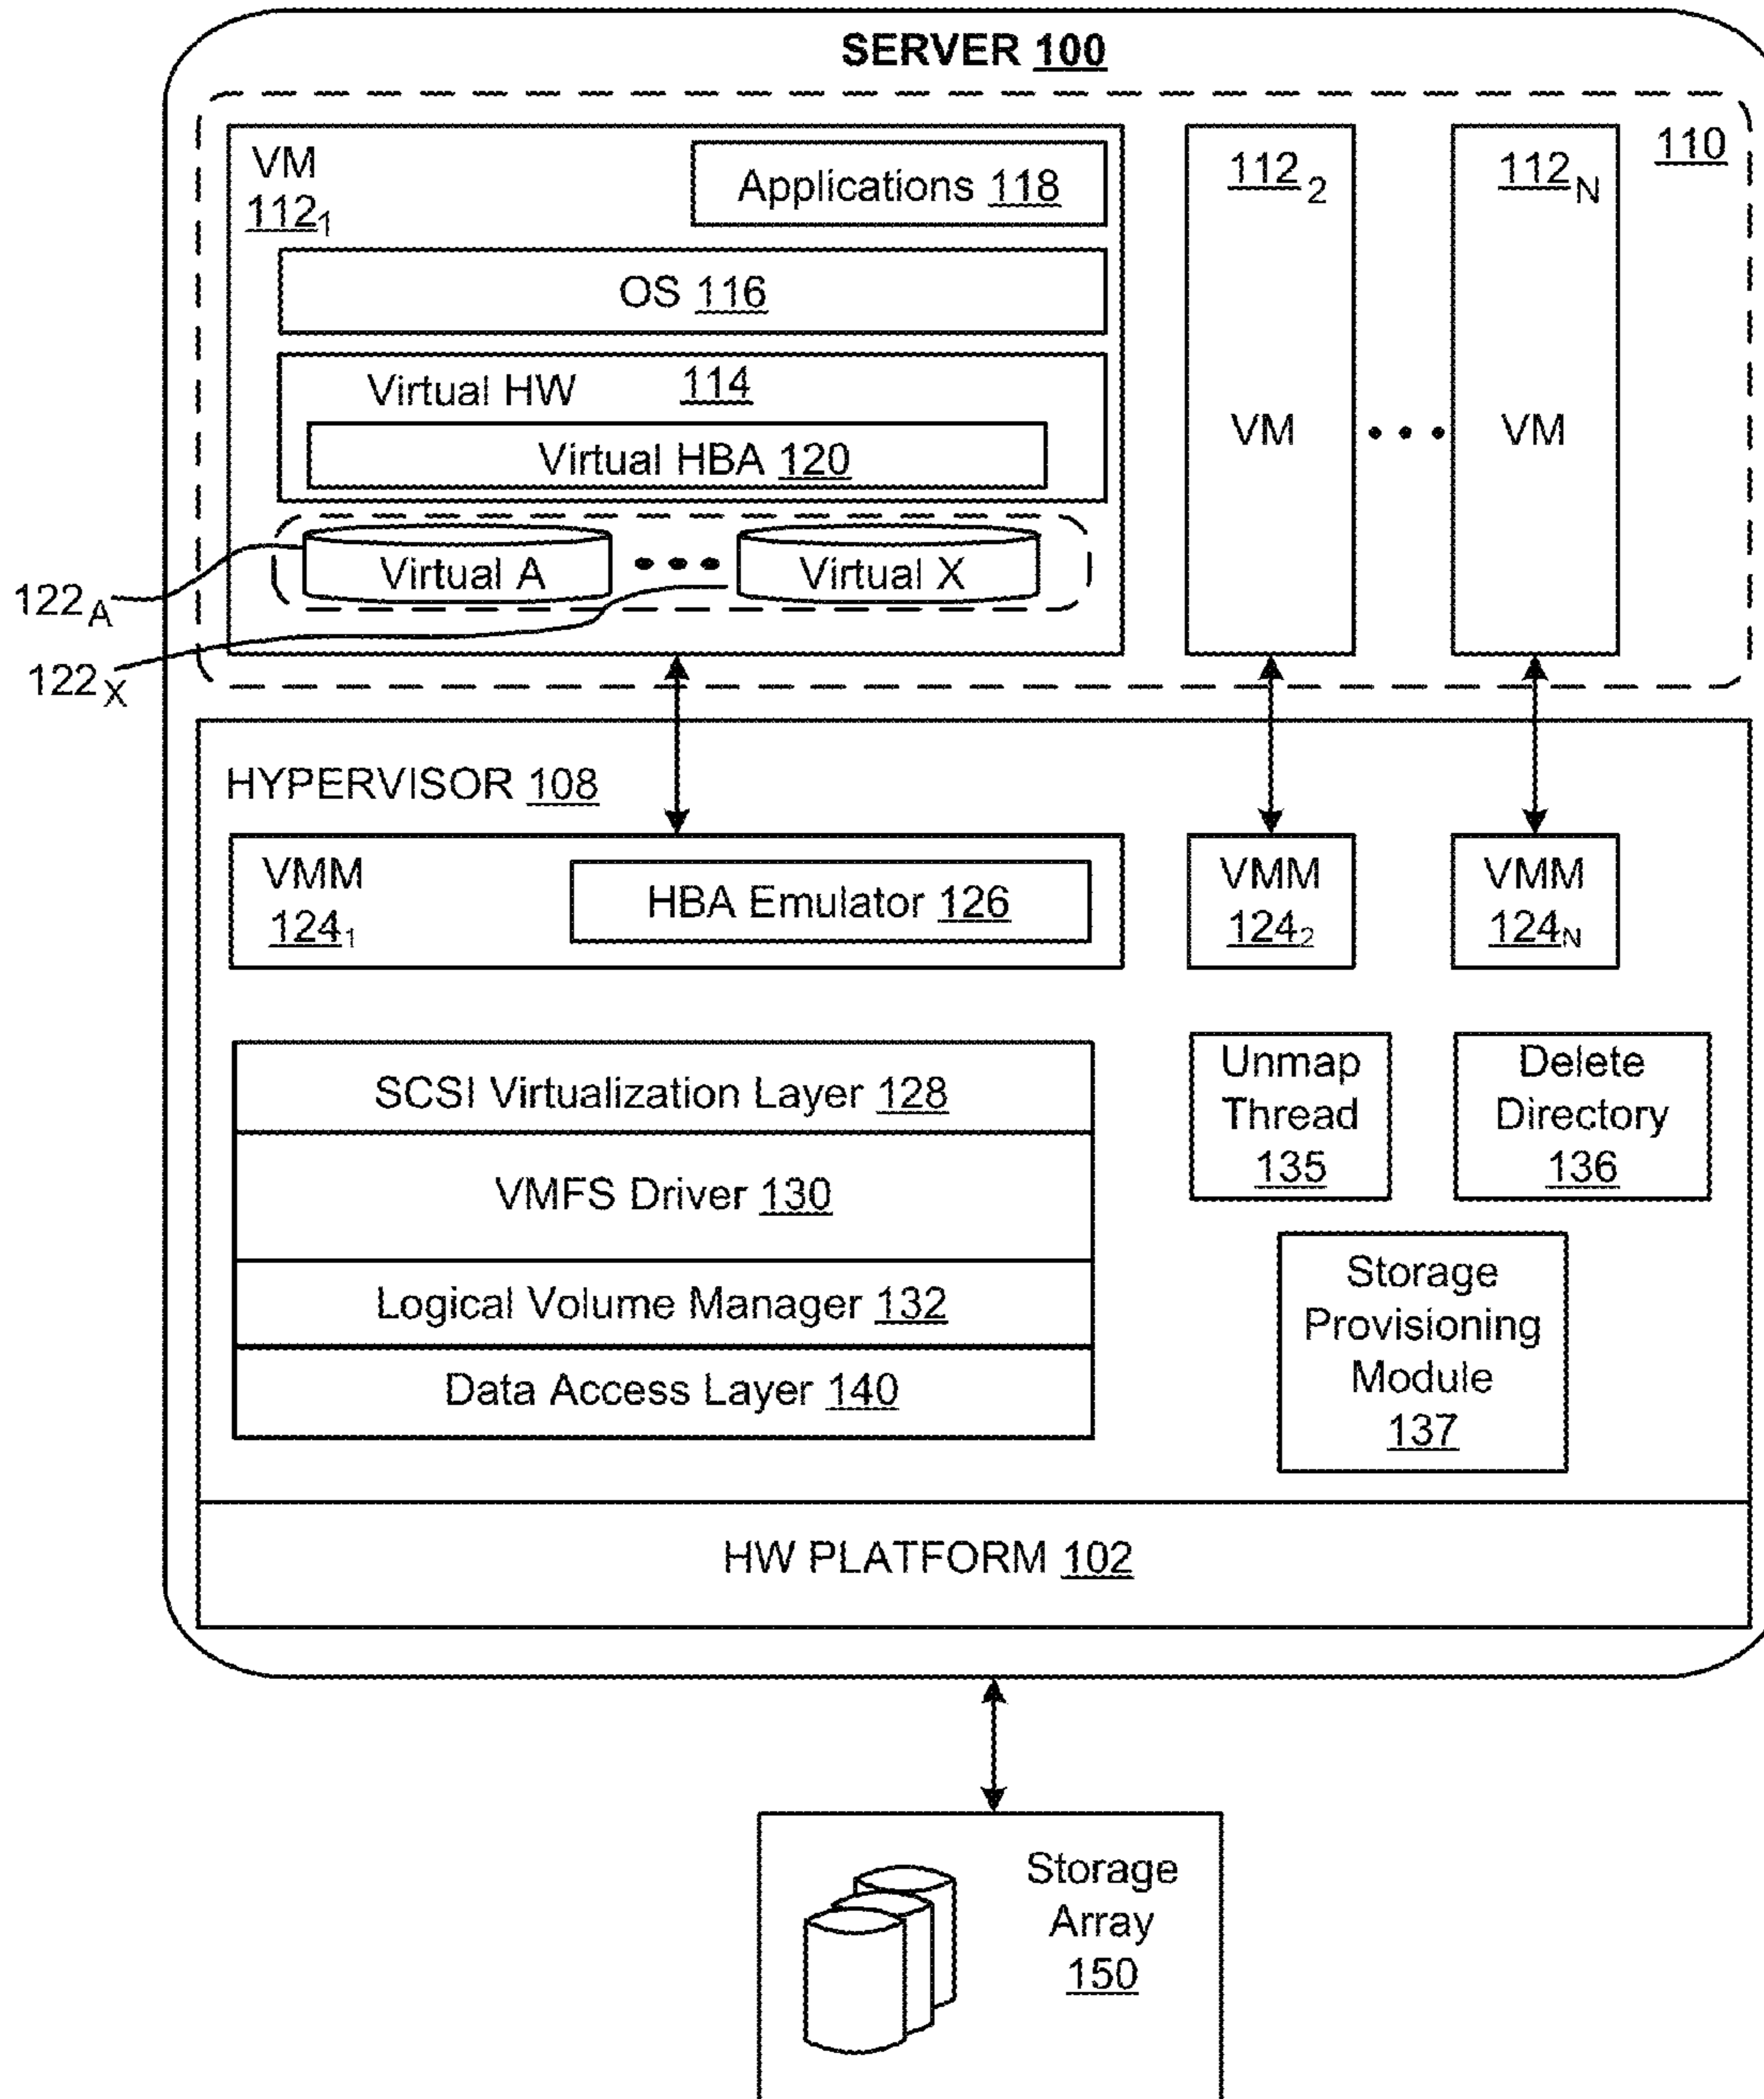 SERVER 100
110
VM
112₁
Applications 118
OS 116
Virtual HW 114
Virtual HBA 120
Virtual A
Virtual X
122A
122X
112₂
VM
112N
VM
HYPERVISOR 108
VMM
124₁
HBA Emulator 126
VMM
124₂
VMM
124N
SCSI Virtualization Layer 128
VMFS Driver 130
Logical Volume Manager 132
Data Access Layer 140
Unmap
Thread
135
Delete
Directory
136
Storage
Provisioning
Module
137
HW PLATFORM 102
Storage
Array
150